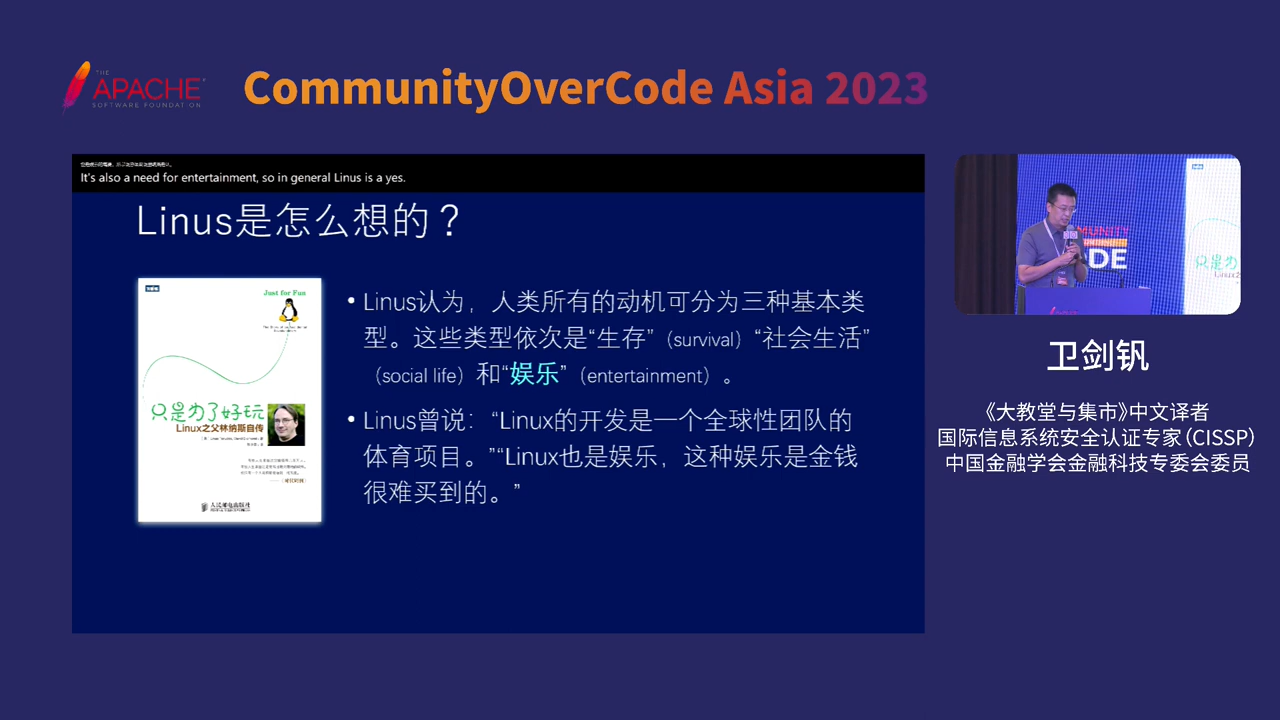 THE
APACHE
SOFTWARE FOUNDATION
CommunityOverCode Asia 2023
It's also a need for entertainment, so in general Linus is a yes.
Linus是怎么想的？
Just for Fun
只是为了好玩
Linux之父林纳斯自传
人民邮电出版社
• Linus认为，人类所有的动机可分为三种基本类
型。这些类型依次是“生存”（survival）“社会生活”
（social life）和“娱乐”（entertainment）。
• Linus曾说：“Linux的开发是一个全球性团队的
体育项目。”“Linux也是娱乐，这种娱乐是金钱
很难买到的。”
卫剑钒
《大教堂与集市》中文译者
国际信息系统安全认证专家（CISSP）
中国金融学会金融科技专委会委员